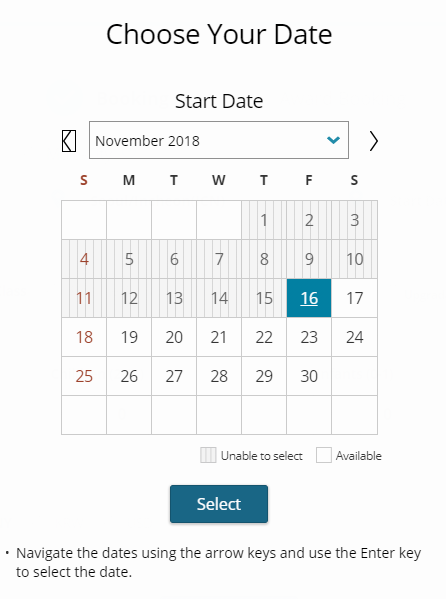 Choose Your Date
Start Date
November 2018
S M T W T F S
1 2 3
4 5 6 7 8 9 10
11 12 13 14 15 16 17
18 19 20 21 22 23 24
25 26 27 28 29 30
Unable to select Available
Select
• Navigate the dates using the arrow keys and use the Enter key
to select the date.